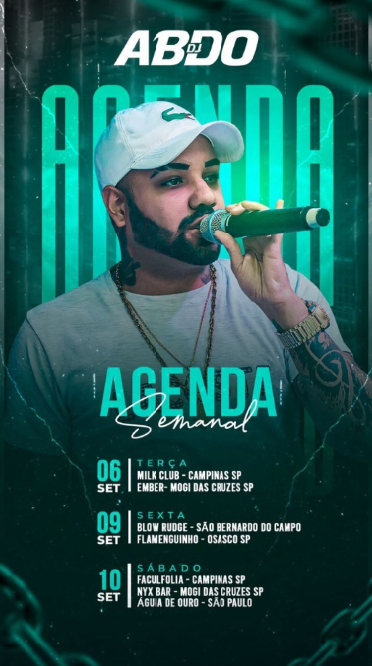 ABDO
DJ
AGENDA
AGENDA
Semanal
06 SET
TERÇA
MILK CLUB - CAMPINAS SP
EMBER- MOGI DAS CRUZES SP
09 SET
SEXTA
BLOW RUDGE - SÃO BERNARDO DO CAMPO
FLAMENGUINHO - OSASCO SP
10 SET
SÁBADO
FACULFOLIA - CAMPINAS SP
NYX BAR - MOGI DAS CRUZES SP
ÁGUIA DE OURO - SÃO PAULO